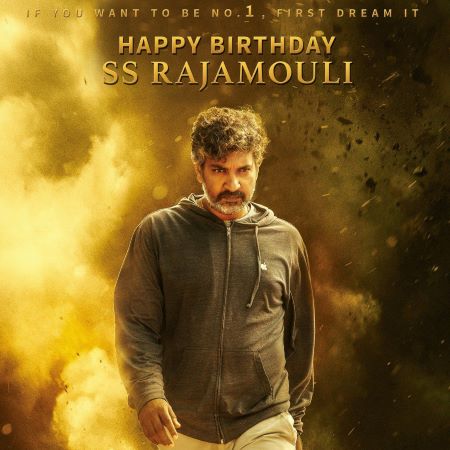 IF YOU WANT TO BE NO.1, FIRST DREAM IT
HAPPY BIRTHDAY
SS RAJAMOULI